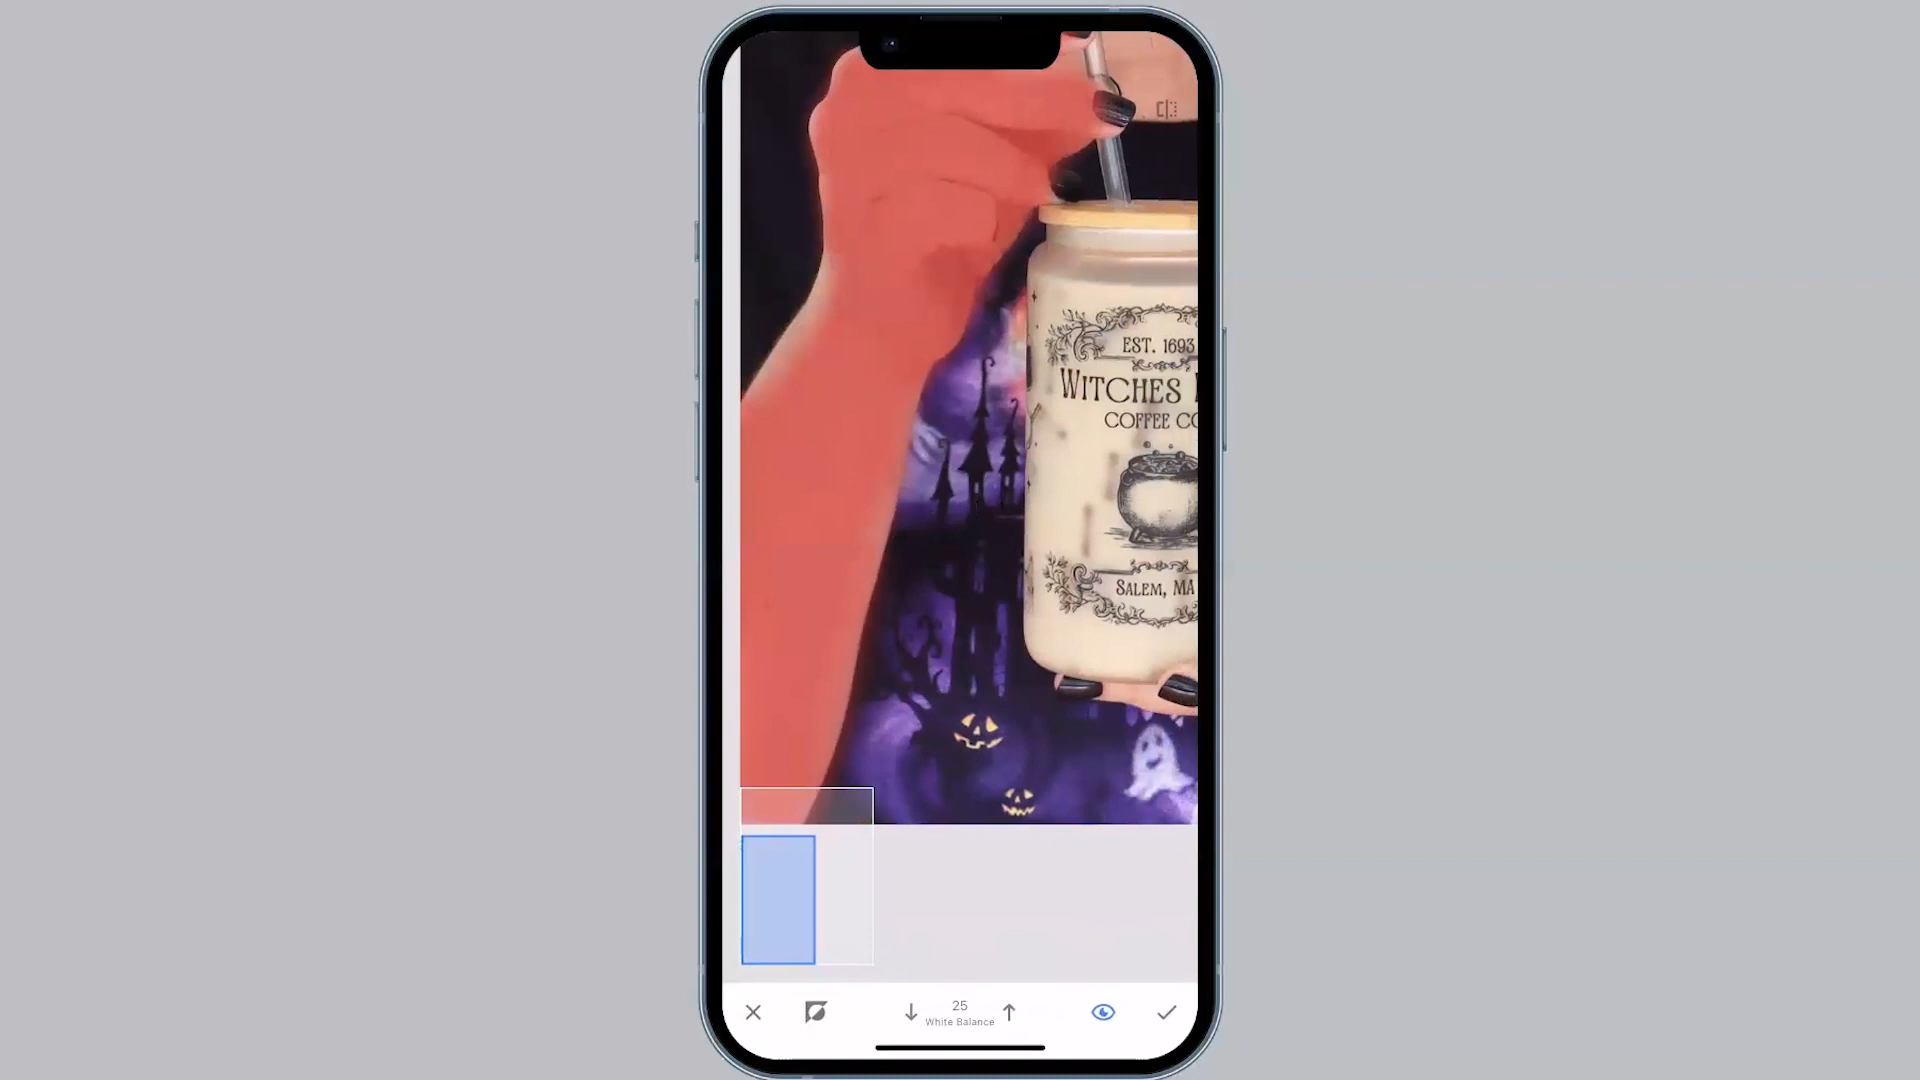 EST. 1693
WITCHES
COFFEE CO
SALEM, MA
25
White Balance